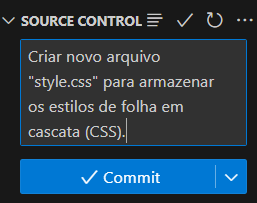 SOURCE CONTROL
Criar novo arquivo
"style.css" para armazenar
os estilos de folha em
cascata (CSS).
Commit